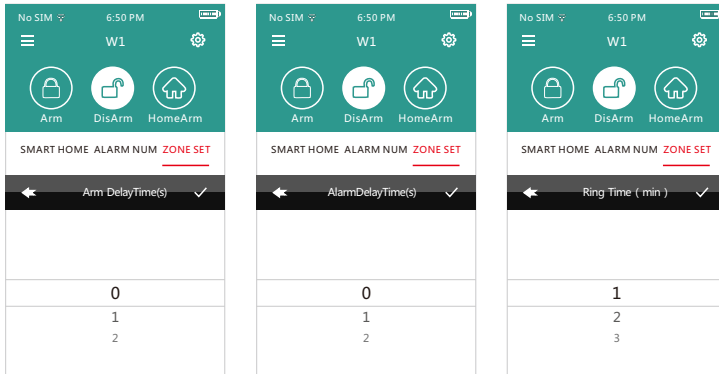 No SIM 6:50 PM
W1
Arm DisArm HomeArm
SMART HOME ALARM NUM ZONE SET
Arm DelayTime(s)
0
1
2
No SIM 6:50 PM
W1
Arm DisArm HomeArm
SMART HOME ALARM NUM ZONE SET
AlarmDelayTime(s)
0
1
2
No SIM 6:50 PM
W1
Arm DisArm HomeArm
SMART HOME ALARM NUM ZONE SET
Ring Time ( min )
1
2
3